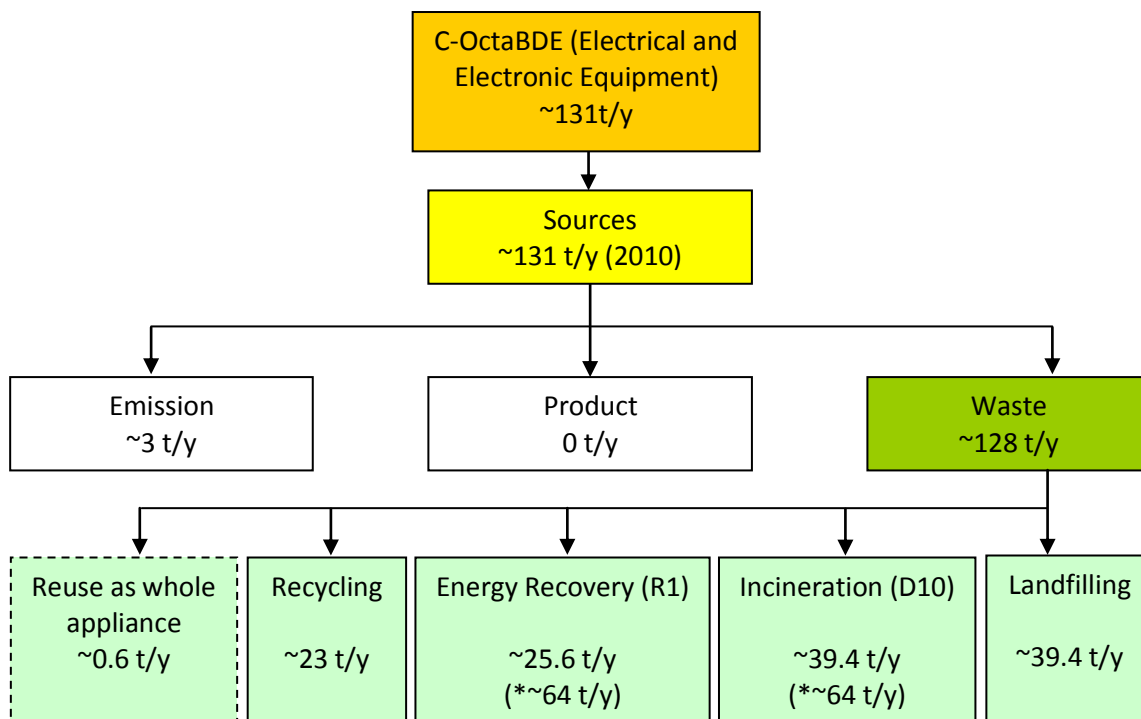 C-OctaBDE (Electrical and
Electronic Equipment)
~131t/y
Sources
~131 t/y (2010)
Emission
~3 t/y
Product
0 t/y
Waste
~128 t/y
Reuse as whole
appliance
~0.6 t/y
Recycling
~23 t/y
Energy Recovery (R1)
~25.6 t/y
(*~64 t/y)
Incineration (D10)
~39.4 t/y
(*~64 t/y)
Landfilling
~39.4 t/y